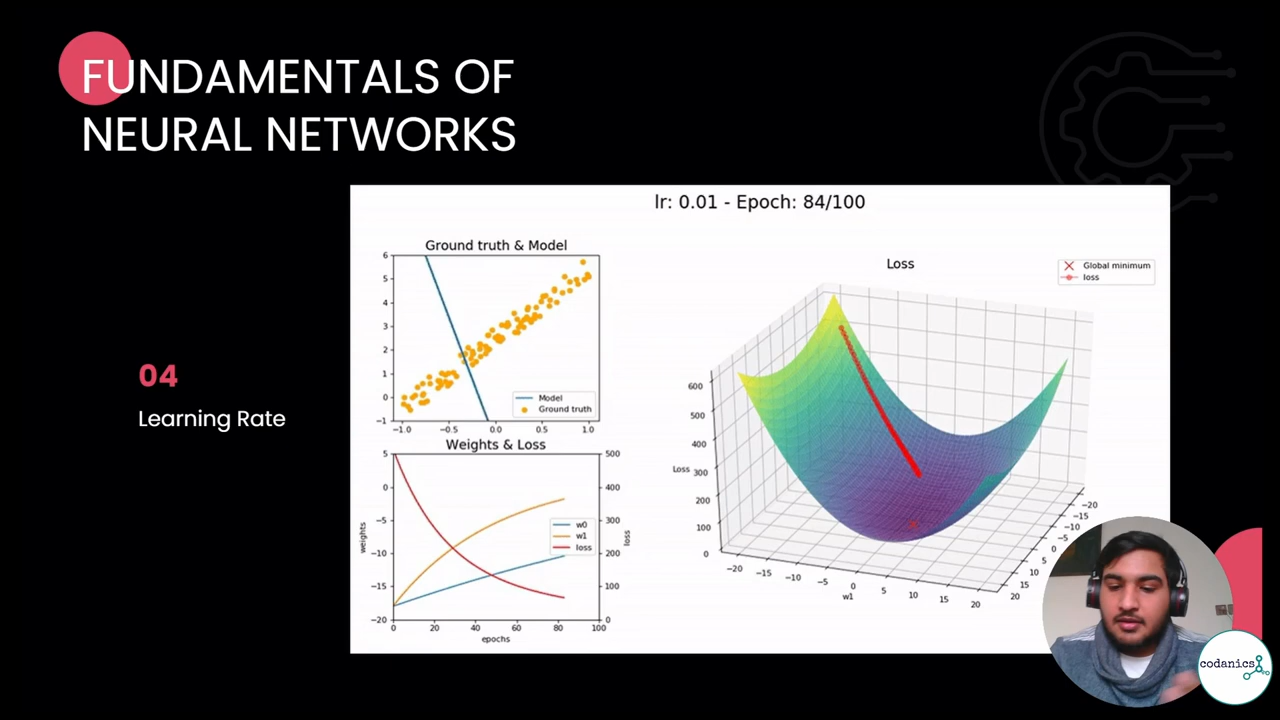 FUNDAMENTALS OF
NEURAL NETWORKS
04
Learning Rate
lr: 0.01 - Epoch: 84/100
Ground truth & Model
6
5
4
3
2
1
0
−1
−1.0 −0.5 0.0 0.5 1.0
Model
Ground truth
Weights & Loss
5
0
−5
−10
−15
−20
weights
500
400
300
200
100
0
loss
w0
w1
loss
0 20 40 60 80 100
epochs
Loss
Global minimum
loss
600
500
400
300
200
100
0
Loss
−20 −15 −10 −5 0 5 10 15 20
w1
−20
−15
−10
−5
0
5
10
15
20
codanics